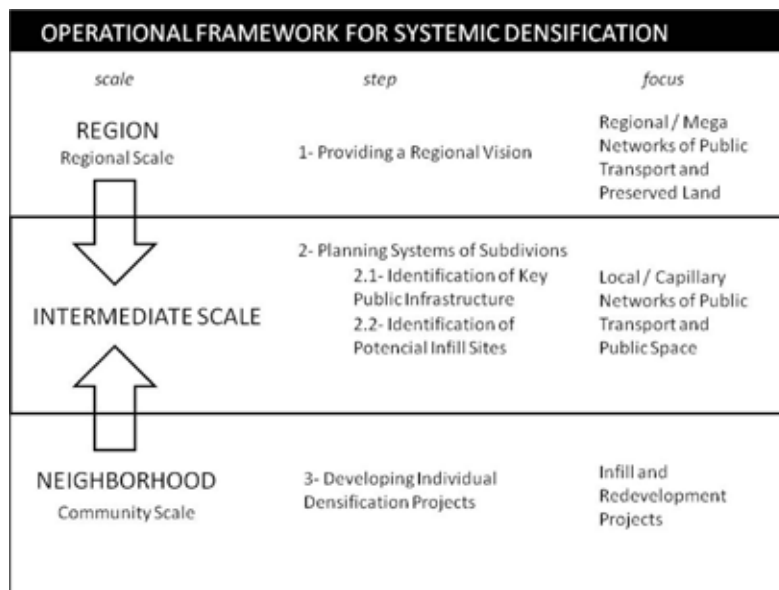 OPERATIONAL FRAMEWORK FOR SYSTEMIC DENSIFICATION
scale
step
focus
REGION
Regional Scale
1- Providing a Regional Vision
Regional / Mega
Networks of Public
Transport and
Preserved Land
INTERMEDIATE SCALE
2- Planning Systems of Subdivions
2.1- Identification of Key
Public Infrastructure
2.2- Identification of
Potencial Infill Sites
Local / Capillary
Networks of Public
Transport and
Public Space
NEIGHBORHOOD
Community Scale
3- Developing Individual
Densification Projects
Infill and
Redevelopment
Projects